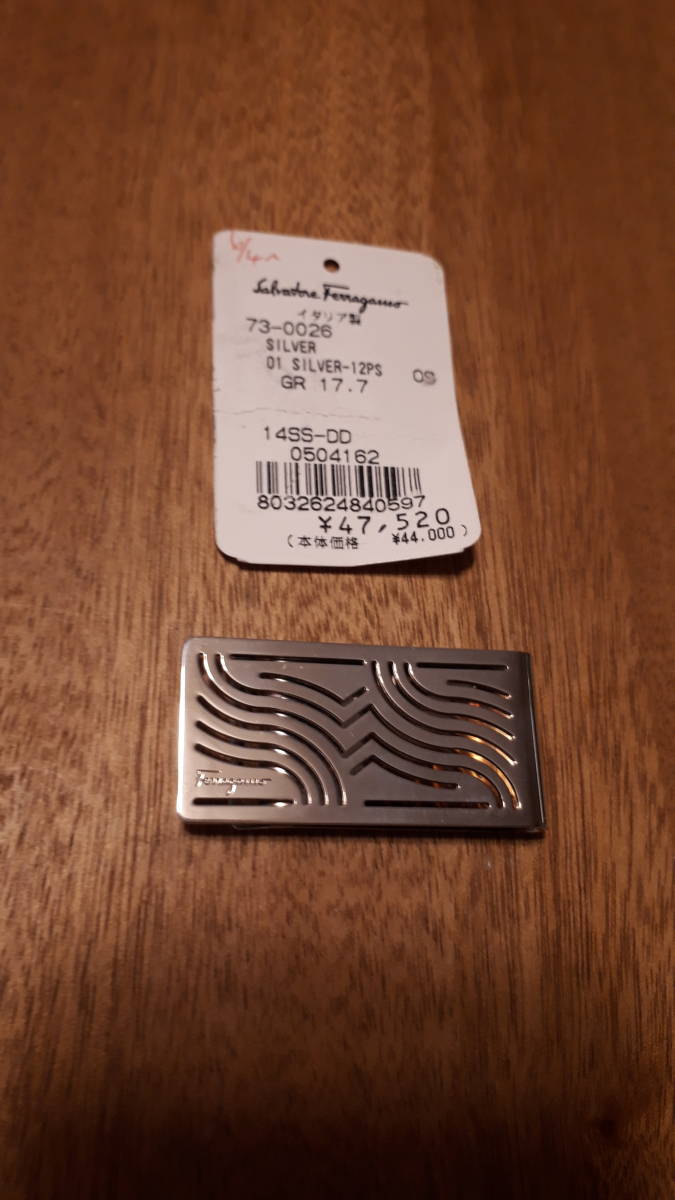 Salvatore Ferragamo
イタリア製
73-0026
SILVER
01 SILVER-12PS OS
GR 17.7
14SS-DD
0504162
8032624840597
¥47,520
(本体価格 ¥44.000)
Ferragamo